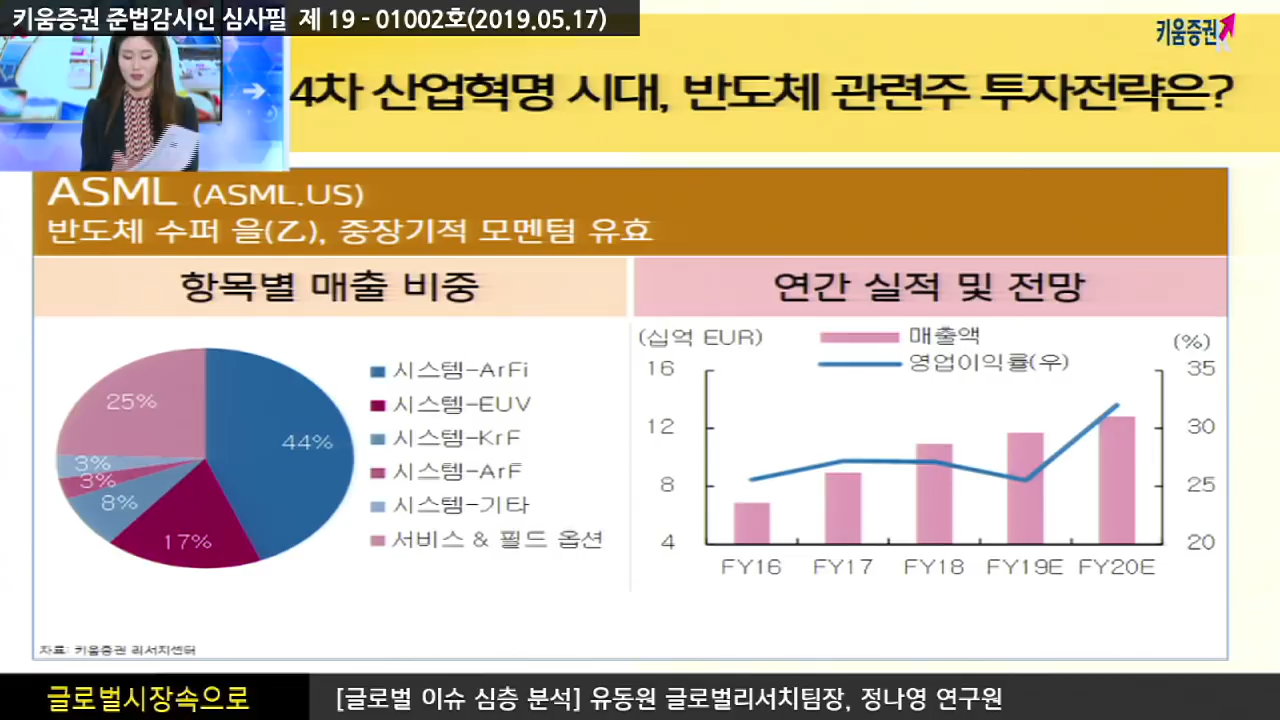 키움증권 준법감시인 심사필 제 19 - 01002호(2019.05.17)
키움증권
4차 산업혁명 시대, 반도체 관련주 투자전략은?
ASML (ASML.US)
반도체 수퍼 을(乙), 중장기적 모멘텀 유효
항목별 매출 비중
44%
17%
8%
3%
3%
25%
시스템-ArFi
시스템-EUV
시스템-KrF
시스템-ArF
시스템-기타
서비스 & 필드 옵션
연간 실적 및 전망
(십억 EUR)
매출액
영업이익률(우)
(%)
16
12
8
4
35
30
25
20
FY16 FY17 FY18 FY19E FY20E
자료: 키움증권 리서치센터
글로벌시장속으로
[글로벌 이슈 심층 분석] 유동원 글로벌리서치팀장, 정나영 연구원